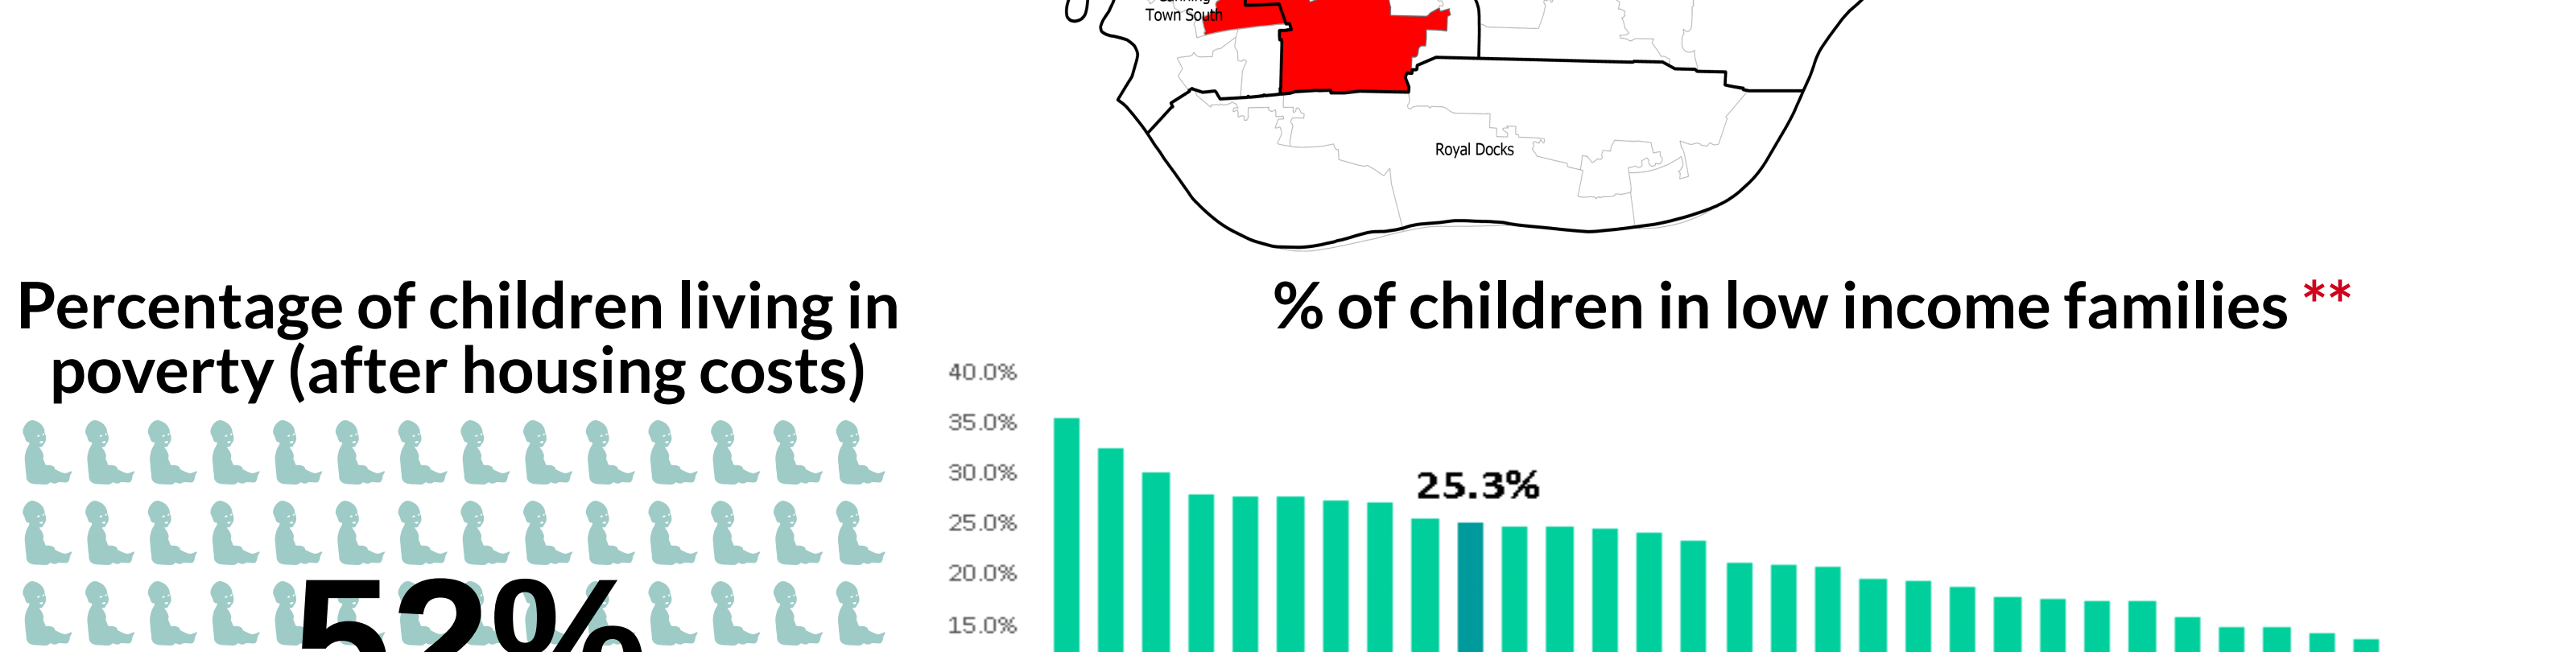 Town South
Royal Docks
Percentage of children living in
poverty (after housing costs)
52%
% of children in low income families **
40.0%
35.0%
30.0%
25.0%
20.0%
15.0%
25.3%